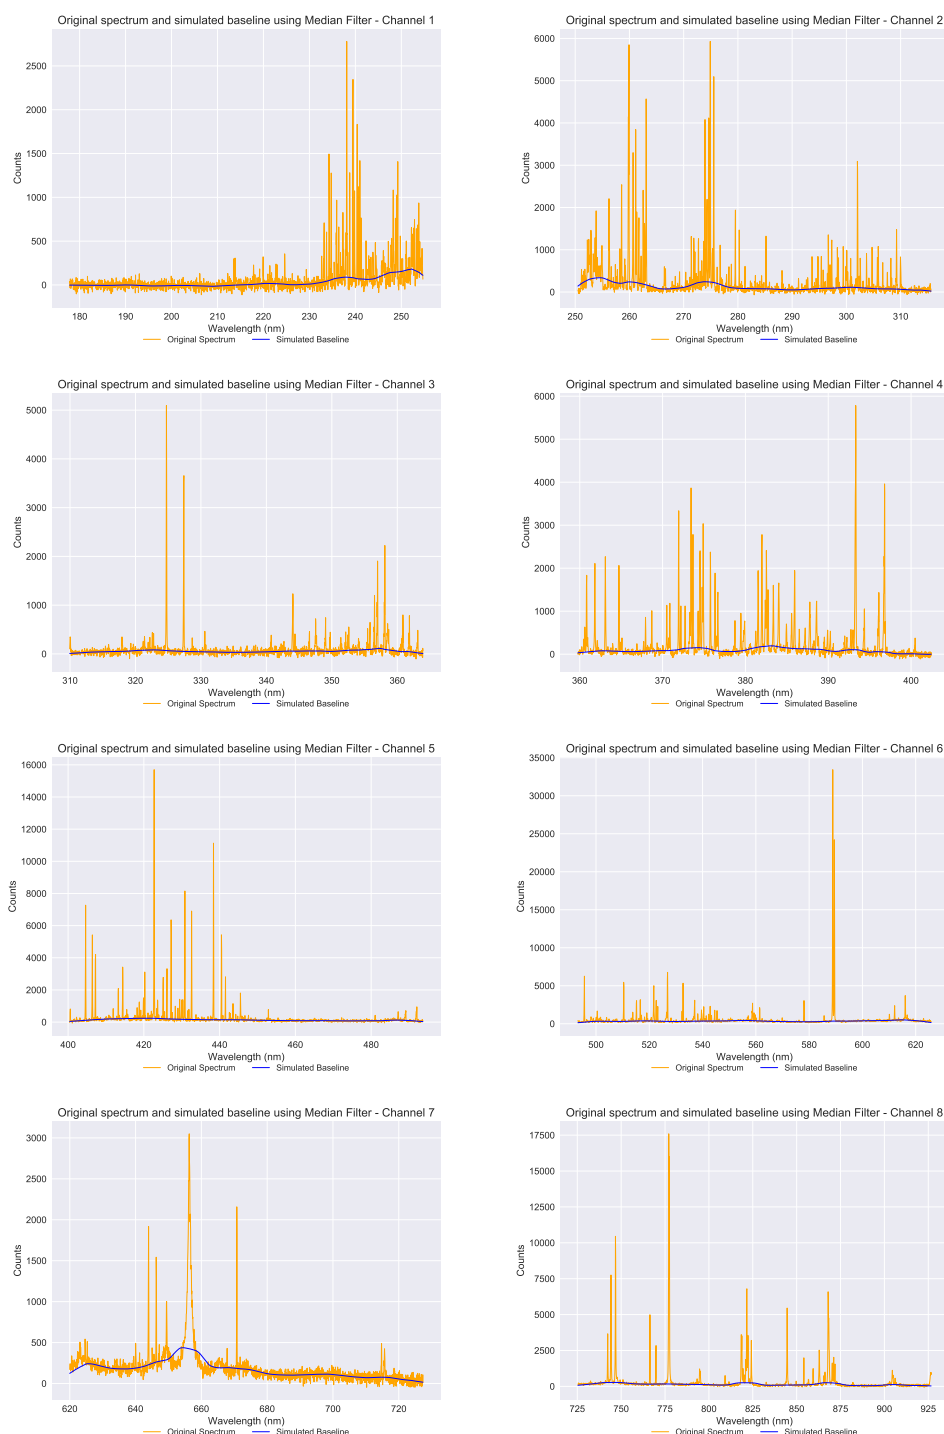 Original spectrum and simulated baseline using Median Filter - Channel 1
2500
2000
1500
1000
500
0
Counts
180 190 200 210 220 230 240 250
Wavelength (nm)
Original Spectrum Simulated Baseline
Original spectrum and simulated baseline using Median Filter - Channel 2
6000
5000
4000
3000
2000
1000
0
Counts
250 260 270 280 290 300 310
Wavelength (nm)
Original Spectrum Simulated Baseline
Original spectrum and simulated baseline using Median Filter - Channel 3
5000
4000
3000
2000
1000
0
Counts
310 320 330 340 350 360
Wavelength (nm)
Original Spectrum Simulated Baseline
Original spectrum and simulated baseline using Median Filter - Channel 4
6000
5000
4000
3000
2000
1000
0
Counts
360 370 380 390 400
Wavelength (nm)
Original Spectrum Simulated Baseline
Original spectrum and simulated baseline using Median Filter - Channel 5
16000
14000
12000
10000
8000
6000
4000
2000
0
Counts
400 420 440 460 480
Wavelength (nm)
Original Spectrum Simulated Baseline
Original spectrum and simulated baseline using Median Filter - Channel 6
35000
30000
25000
20000
15000
10000
5000
0
Counts
500 520 540 560 580 600 620
Wavelength (nm)
Original Spectrum Simulated Baseline
Original spectrum and simulated baseline using Median Filter - Channel 7
3000
2500
2000
1500
1000
500
0
Counts
620 640 660 680 700 720
Wavelength (nm)
Original Spectrum Simulated Baseline
Original spectrum and simulated baseline using Median Filter - Channel 8
17500
15000
12500
10000
7500
5000
2500
0
Counts
725 750 775 800 825 850 875 900 925
Wavelength (nm)
Original Spectrum Simulated Baseline